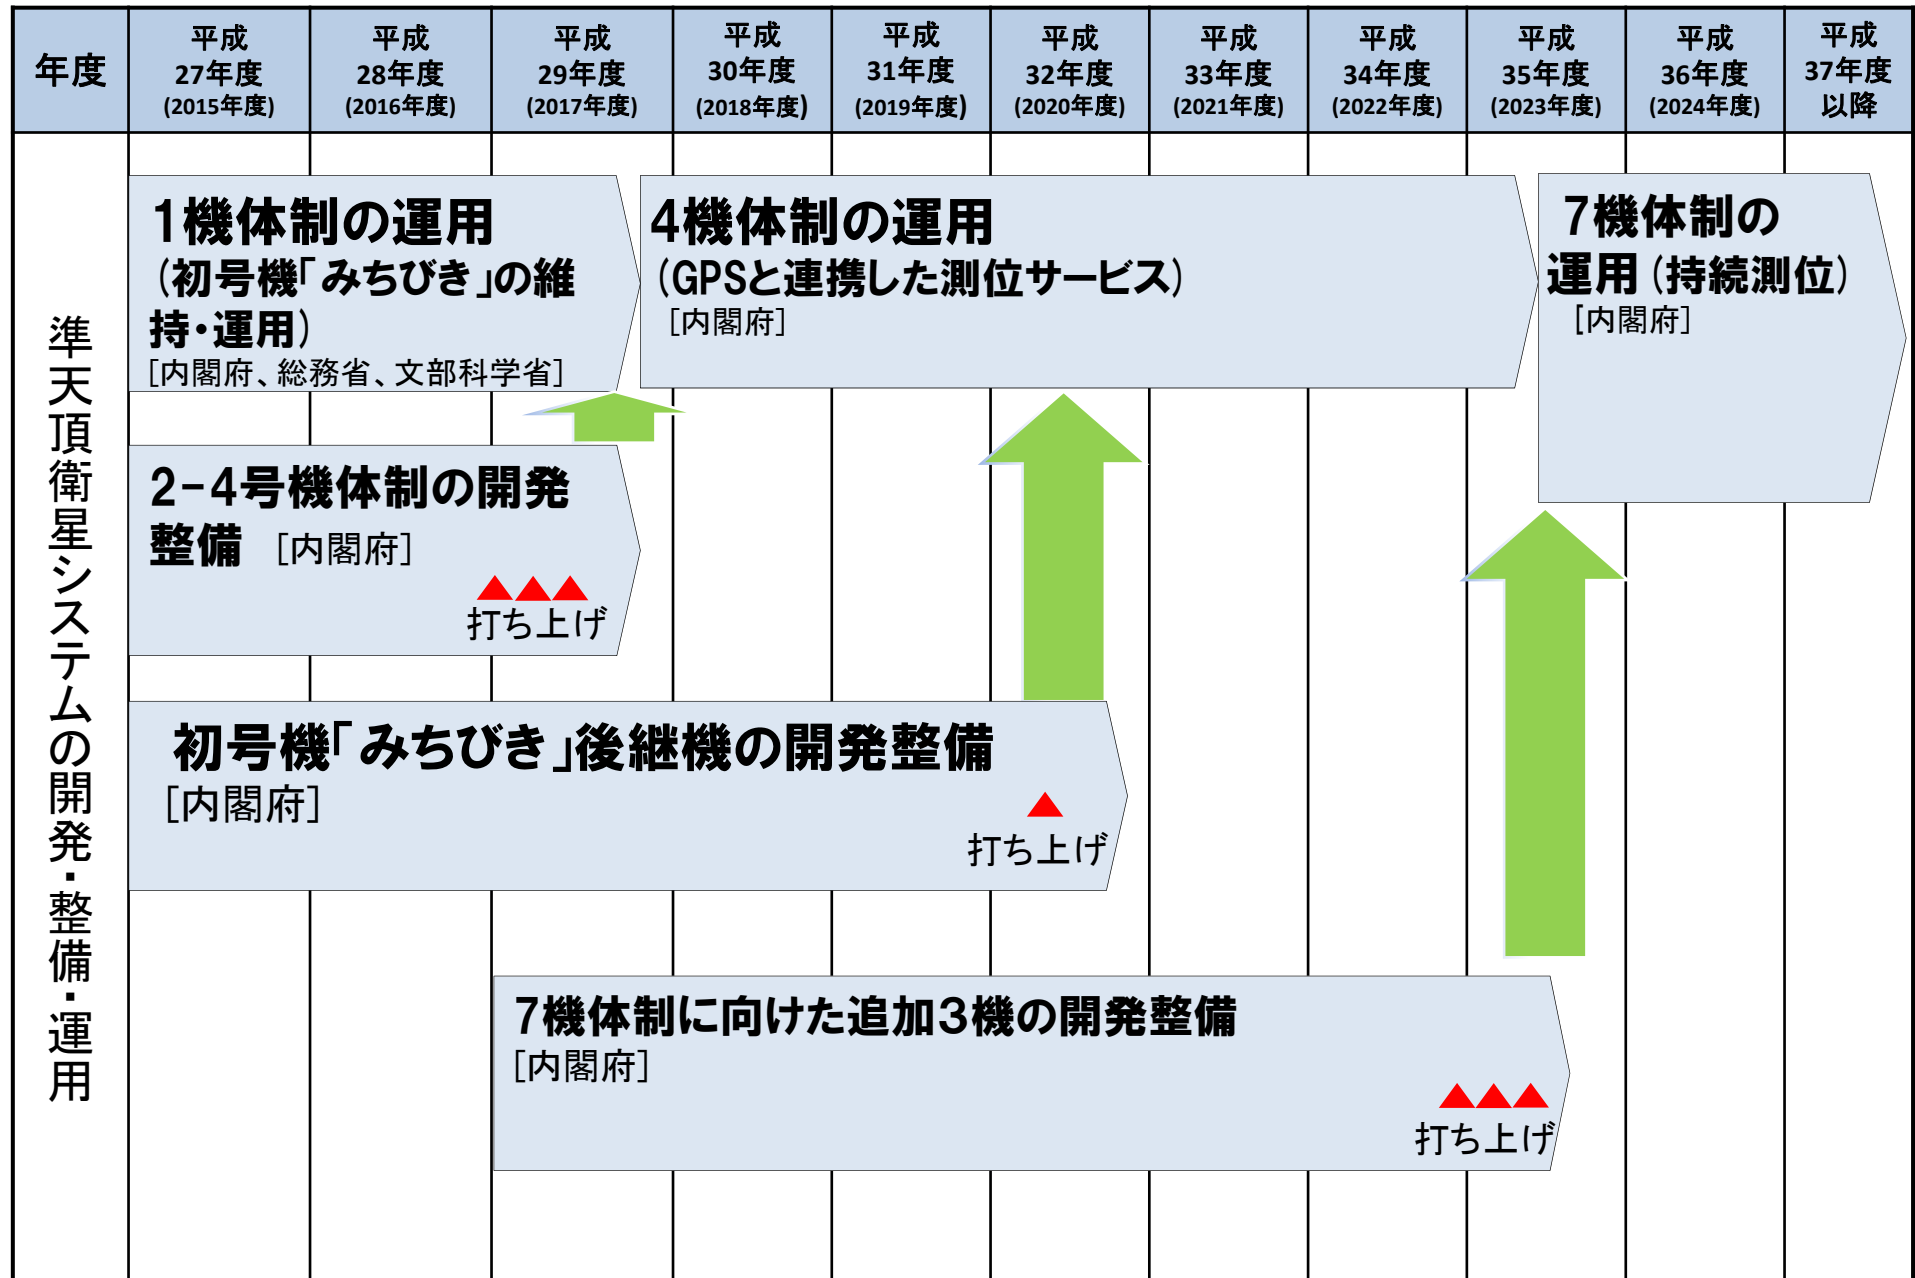 年度
平成
27年度
(2015年度)
平成
28年度
(2016年度)
平成
29年度
(2017年度)
平成
30年度
(2018年度)
平成
31年度
(2019年度)
平成
32年度
(2020年度)
平成
33年度
(2021年度)
平成
34年度
(2022年度)
平成
35年度
(2023年度)
平成
36年度
(2024年度)
平成
37年度
以降
準天頂衛星システムの開発・整備・運用
1機体制の運用
(初号機「みちびき」の維
持・運用)
[内閣府、総務省、文部科学省]
4機体制の運用
(GPSと連携した測位サービス)
[内閣府]
7機体制の
運用(持続測位)
[内閣府]
2-4号機体制の開発
整備 [内閣府]
打ち上げ
初号機「みちびき」後継機の開発整備
[内閣府]
打ち上げ
7機体制に向けた追加3機の開発整備
[内閣府]
打ち上げ